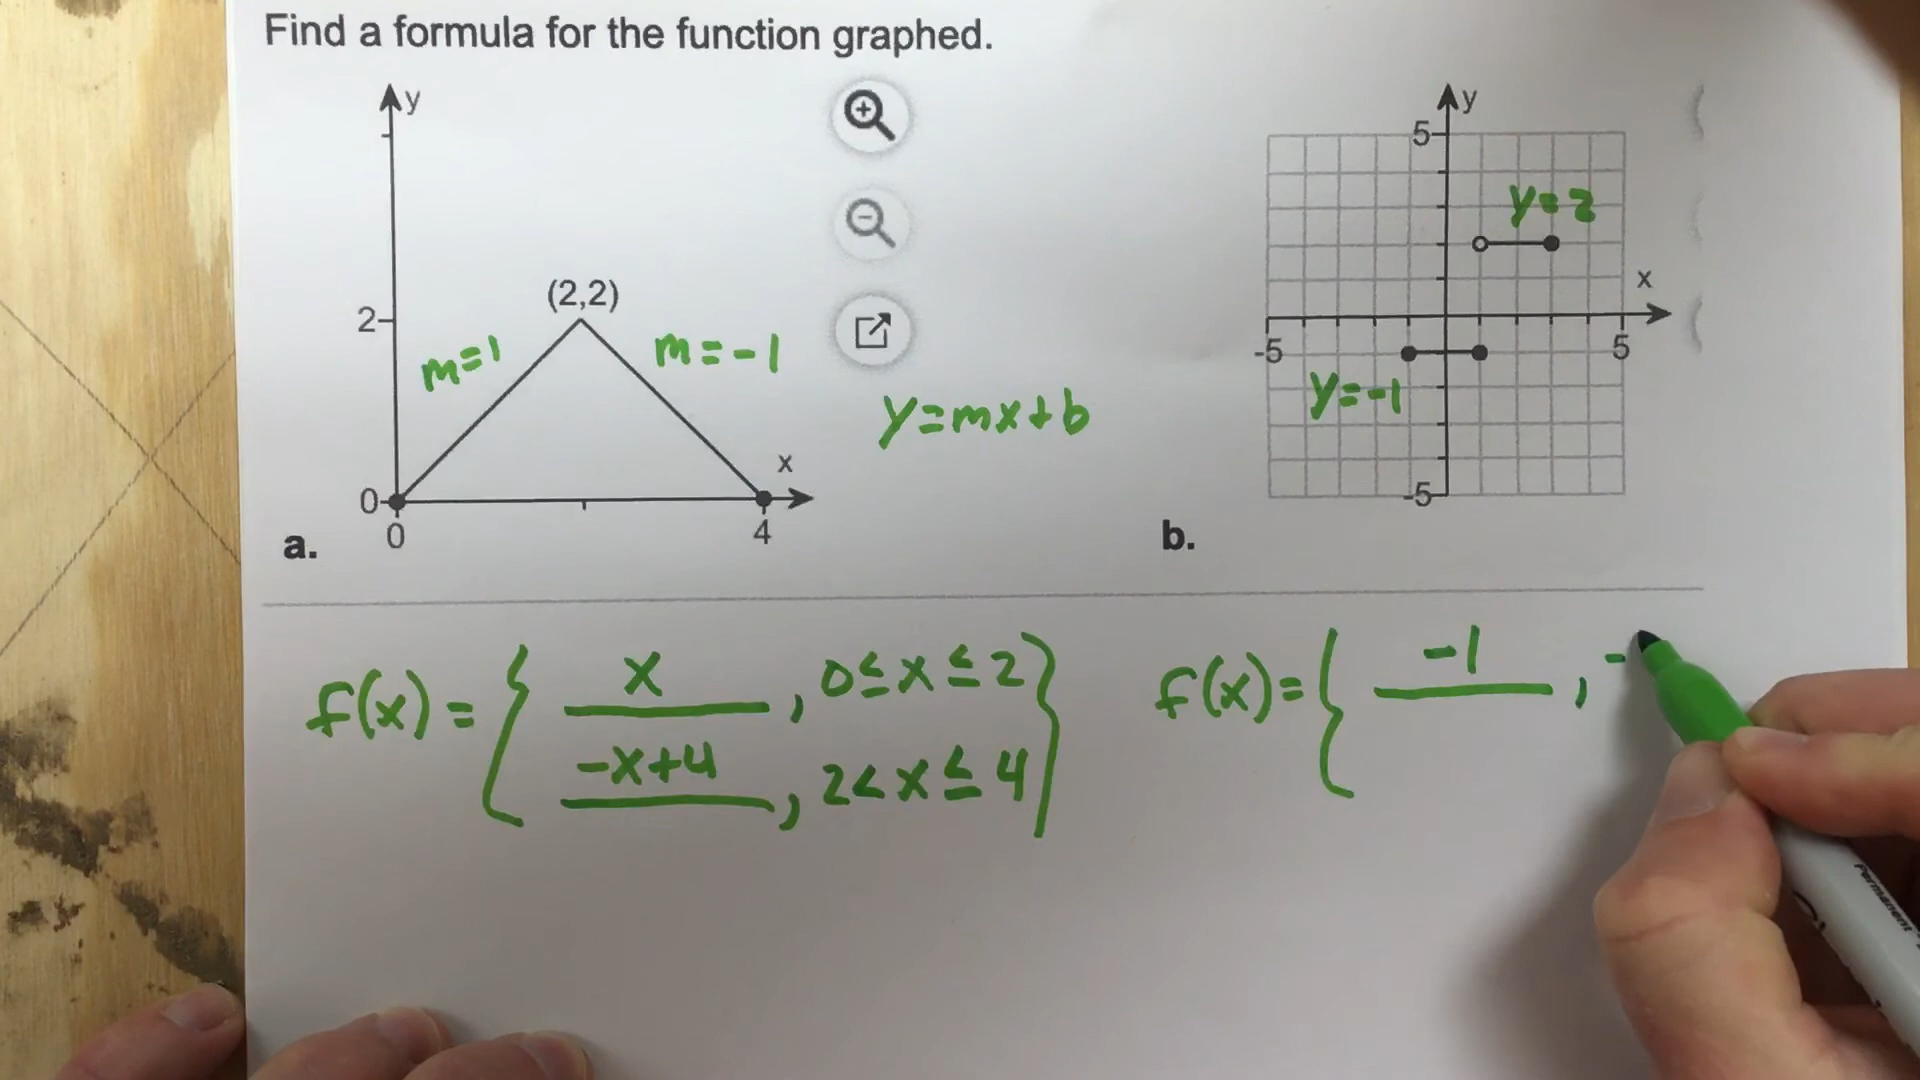 Find a formula for the function graphed.
y
2
0
0
4
x
(2,2)
m=1
m=-1
a.
y=mx+b
y
5
-5
5
-5
x
y=2
y=-1
b.
f(x) = { x , 0≤x≤2
-x+4 , 2<x≤4 }
f(x)= { -1 , -
Permanent